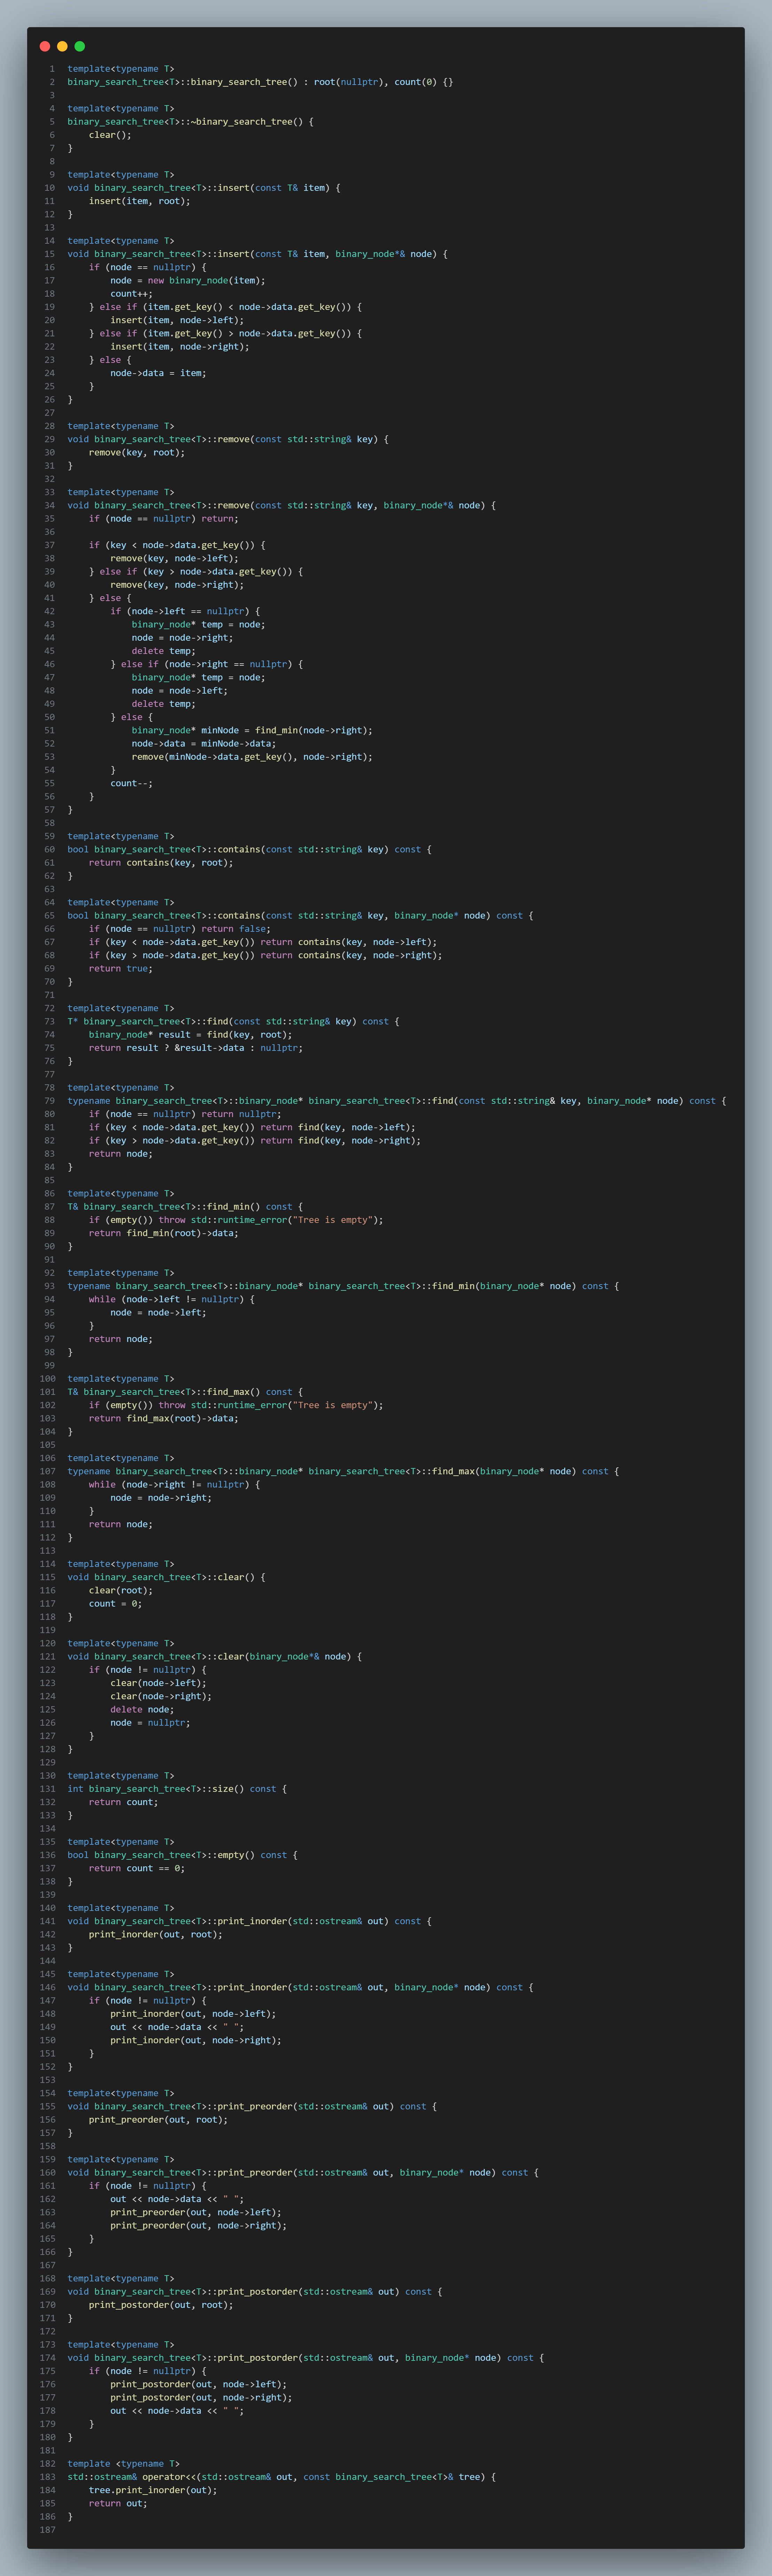 1 template<typename T>
2 binary_search_tree<T>::binary_search_tree() : root(nullptr), count(0) {}
3
4 template<typename T>
5 binary_search_tree<T>::~binary_search_tree() {
6     clear();
7 }
8
9 template<typename T>
10 void binary_search_tree<T>::insert(const T& item) {
11     insert(item, root);
12 }
13
14 template<typename T>
15 void binary_search_tree<T>::insert(const T& item, binary_node*& node) {
16     if (node == nullptr) {
17         node = new binary_node(item);
18         count++;
19     } else if (item.get_key() < node->data.get_key()) {
20         insert(item, node->left);
21     } else if (item.get_key() > node->data.get_key()) {
22         insert(item, node->right);
23     } else {
24         node->data = item;
25     }
26 }
27
28 template<typename T>
29 void binary_search_tree<T>::remove(const std::string& key) {
30     remove(key, root);
31 }
32
33 template<typename T>
34 void binary_search_tree<T>::remove(const std::string& key, binary_node*& node) {
35     if (node == nullptr) return;
36
37     if (key < node->data.get_key()) {
38         remove(key, node->left);
39     } else if (key > node->data.get_key()) {
40         remove(key, node->right);
41     } else {
42         if (node->left == nullptr) {
43             binary_node* temp = node;
44             node = node->right;
45             delete temp;
46         } else if (node->right == nullptr) {
47             binary_node* temp = node;
48             node = node->left;
49             delete temp;
50         } else {
51             binary_node* minNode = find_min(node->right);
52             node->data = minNode->data;
53             remove(minNode->data.get_key(), node->right);
54         }
55         count--;
56     }
57 }
58
59 template<typename T>
60 bool binary_search_tree<T>::contains(const std::string& key) const {
61     return contains(key, root);
62 }
63
64 template<typename T>
65 bool binary_search_tree<T>::contains(const std::string& key, binary_node* node) const {
66     if (node == nullptr) return false;
67     if (key < node->data.get_key()) return contains(key, node->left);
68     if (key > node->data.get_key()) return contains(key, node->right);
69     return true;
70 }
71
72 template<typename T>
73 T* binary_search_tree<T>::find(const std::string& key) const {
74     binary_node* result = find(key, root);
75     return result ? &result->data : nullptr;
76 }
77
78 template<typename T>
79 typename binary_search_tree<T>::binary_node* binary_search_tree<T>::find(const std::string& key, binary_node* node) const {
80     if (node == nullptr) return nullptr;
81     if (key < node->data.get_key()) return find(key, node->left);
82     if (key > node->data.get_key()) return find(key, node->right);
83     return node;
84 }
85
86 template<typename T>
87 T& binary_search_tree<T>::find_min() const {
88     if (empty()) throw std::runtime_error("Tree is empty");
89     return find_min(root)->data;
90 }
91
92 template<typename T>
93 typename binary_search_tree<T>::binary_node* binary_search_tree<T>::find_min(binary_node* node) const {
94     while (node->left != nullptr) {
95         node = node->left;
96     }
97     return node;
98 }
99
100 template<typename T>
101 T& binary_search_tree<T>::find_max() const {
102     if (empty()) throw std::runtime_error("Tree is empty");
103     return find_max(root)->data;
104 }
105
106 template<typename T>
107 typename binary_search_tree<T>::binary_node* binary_search_tree<T>::find_max(binary_node* node) const {
108     while (node->right != nullptr) {
109         node = node->right;
110     }
111     return node;
112 }
113
114 template<typename T>
115 void binary_search_tree<T>::clear() {
116     clear(root);
117     count = 0;
118 }
119
120 template<typename T>
121 void binary_search_tree<T>::clear(binary_node*& node) {
122     if (node != nullptr) {
123         clear(node->left);
124         clear(node->right);
125         delete node;
126         node = nullptr;
127     }
128 }
129
130 template<typename T>
131 int binary_search_tree<T>::size() const {
132     return count;
133 }
134
135 template<typename T>
136 bool binary_search_tree<T>::empty() const {
137     return count == 0;
138 }
139
140 template<typename T>
141 void binary_search_tree<T>::print_inorder(std::ostream& out) const {
142     print_inorder(out, root);
143 }
144
145 template<typename T>
146 void binary_search_tree<T>::print_inorder(std::ostream& out, binary_node* node) const {
147     if (node != nullptr) {
148         print_inorder(out, node->left);
149         out << node->data << " ";
150         print_inorder(out, node->right);
151     }
152 }
153
154 template<typename T>
155 void binary_search_tree<T>::print_preorder(std::ostream& out) const {
156     print_preorder(out, root);
157 }
158
159 template<typename T>
160 void binary_search_tree<T>::print_preorder(std::ostream& out, binary_node* node) const {
161     if (node != nullptr) {
162         out << node->data << " ";
163         print_preorder(out, node->left);
164         print_preorder(out, node->right);
165     }
166 }
167
168 template<typename T>
169 void binary_search_tree<T>::print_postorder(std::ostream& out) const {
170     print_postorder(out, root);
171 }
172
173 template<typename T>
174 void binary_search_tree<T>::print_postorder(std::ostream& out, binary_node* node) const {
175     if (node != nullptr) {
176         print_postorder(out, node->left);
177         print_postorder(out, node->right);
178         out << node->data << " ";
179     }
180 }
181
182 template <typename T>
183 std::ostream& operator<<(std::ostream& out, const binary_search_tree<T>& tree) {
184     tree.print_inorder(out);
185     return out;
186 }
187